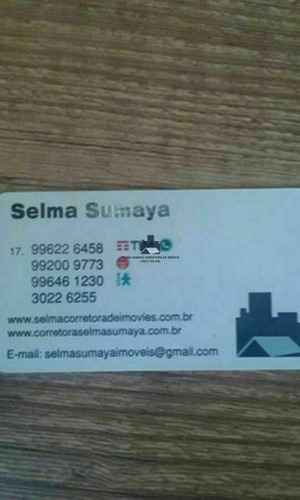 Selma Sumaya
17. 99622 6458 TIM
99200 9773
99646 1230
3022 6255
www.selmacorretoradeimovies.com.br
www.corretoraselmasumaya.com.br
E-mail: selmasumayaimoveis@gmail.com